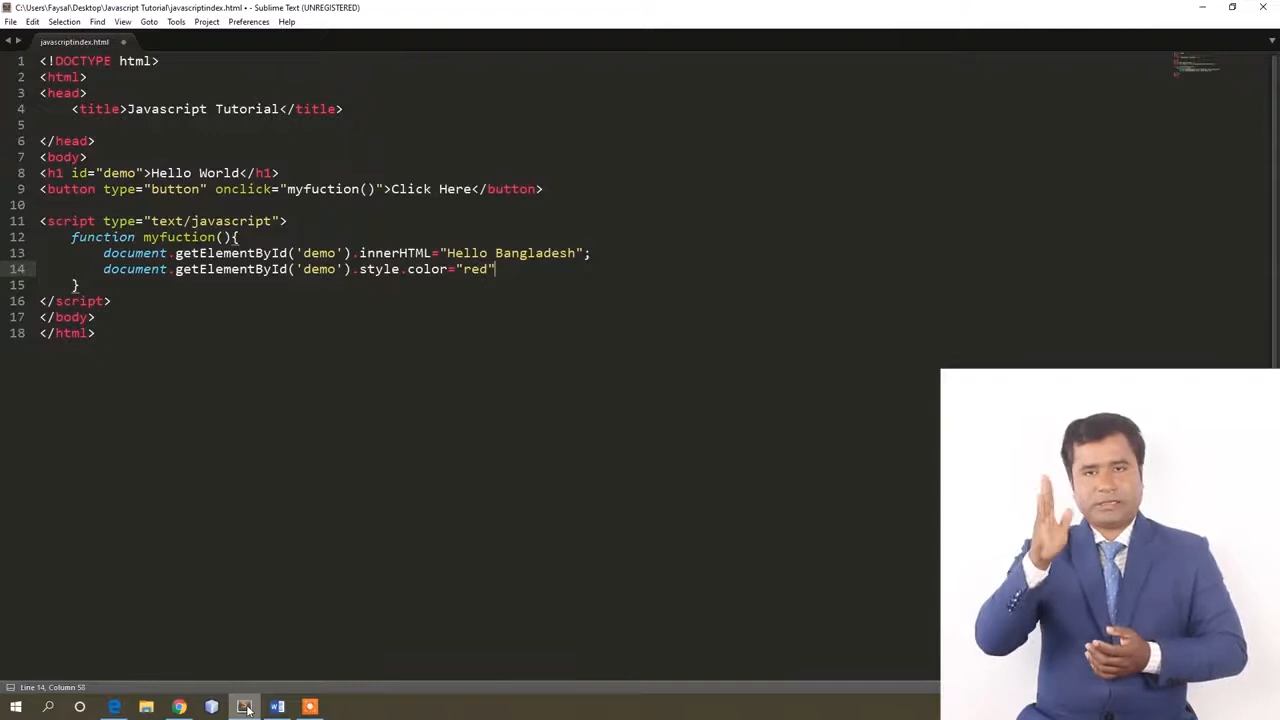 C:\Users\Faysal\Desktop\Javascript Tutorial\javascriptindex.html • - Sublime Text (UNREGISTERED)
File Edit Selection Find View Goto Tools Project Preferences Help
javascriptindex.html
1 <!DOCTYPE html>
2 <html>
3 <head>
4 <title>Javascript Tutorial</title>
5
6 </head>
7 <body>
8 <h1 id="demo">Hello World</h1>
9 <button type="button" onclick="myfuction()">Click Here</button>
10
11 <script type="text/javascript">
12 function myfuction(){
13 document.getElementById('demo').innerHTML="Hello Bangladesh";
14 document.getElementById('demo').style.color="red"
15 }
16 </script>
17 </body>
18 </html>
Line 14, Column 58